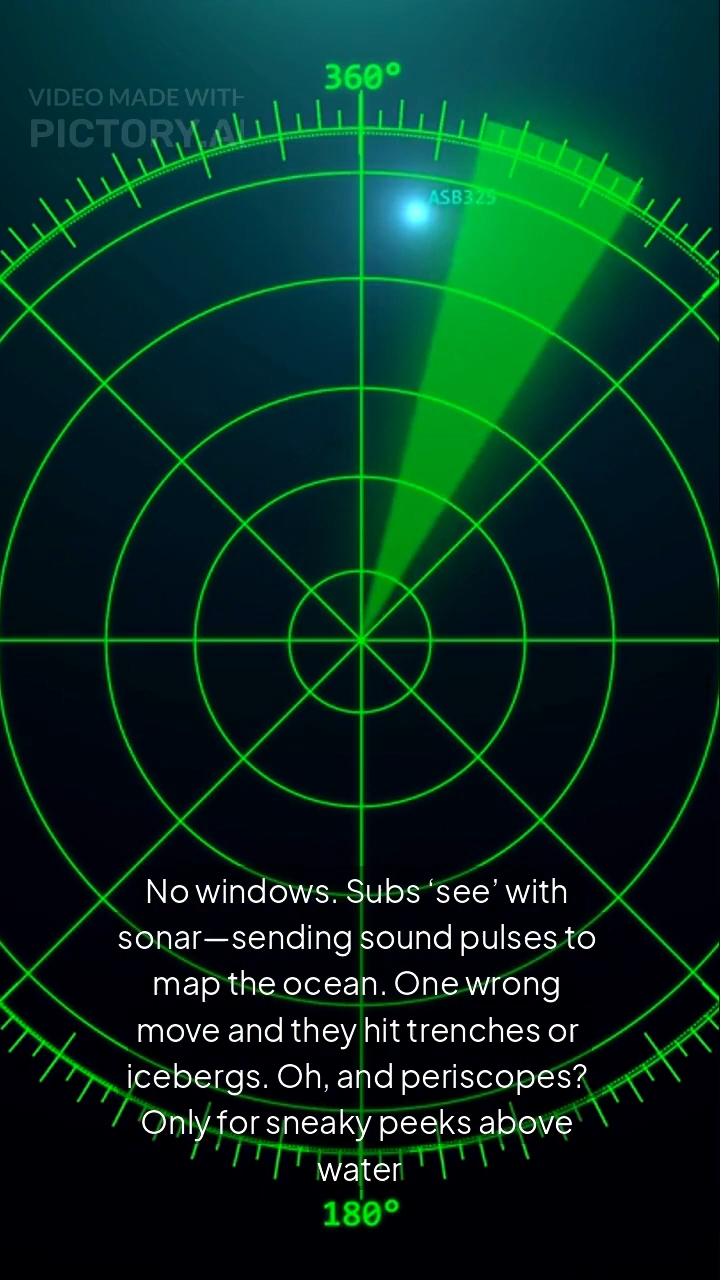 360°
VIDEO MADE WITH
PICTORY.AI
ASB325
No windows. Subs ‘see’ with
sonar—sending sound pulses to
map the ocean. One wrong
move and they hit trenches or
icebergs. Oh, and periscopes?
Only for sneaky peeks above
water
180°